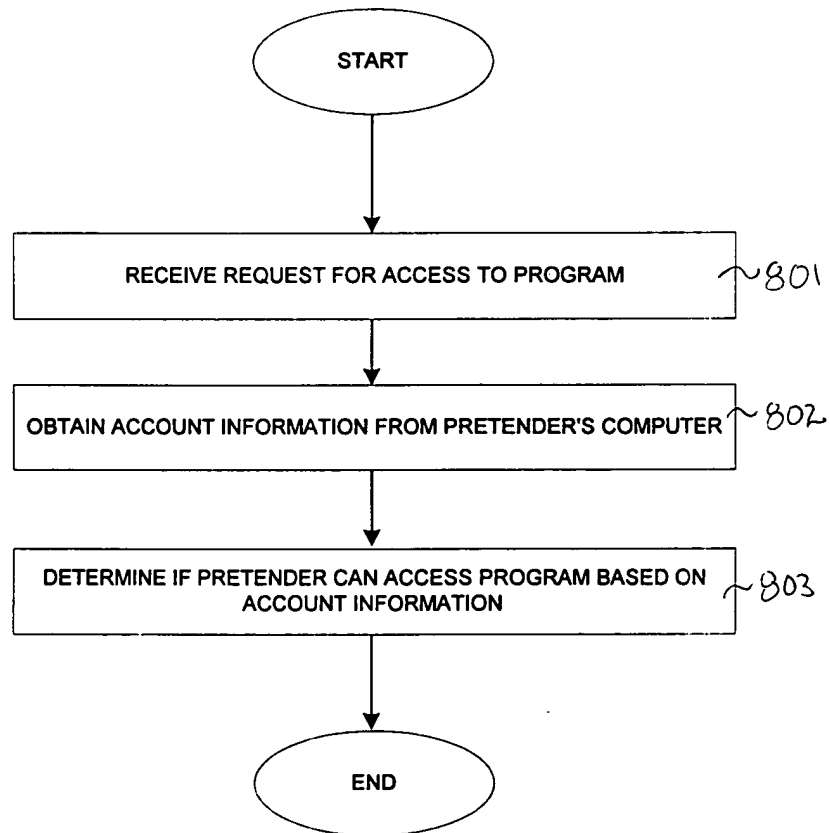 START
RECEIVE REQUEST FOR ACCESS TO PROGRAM
801
OBTAIN ACCOUNT INFORMATION FROM PRETENDER'S COMPUTER
802
DETERMINE IF PRETENDER CAN ACCESS PROGRAM BASED ON
ACCOUNT INFORMATION
803
END